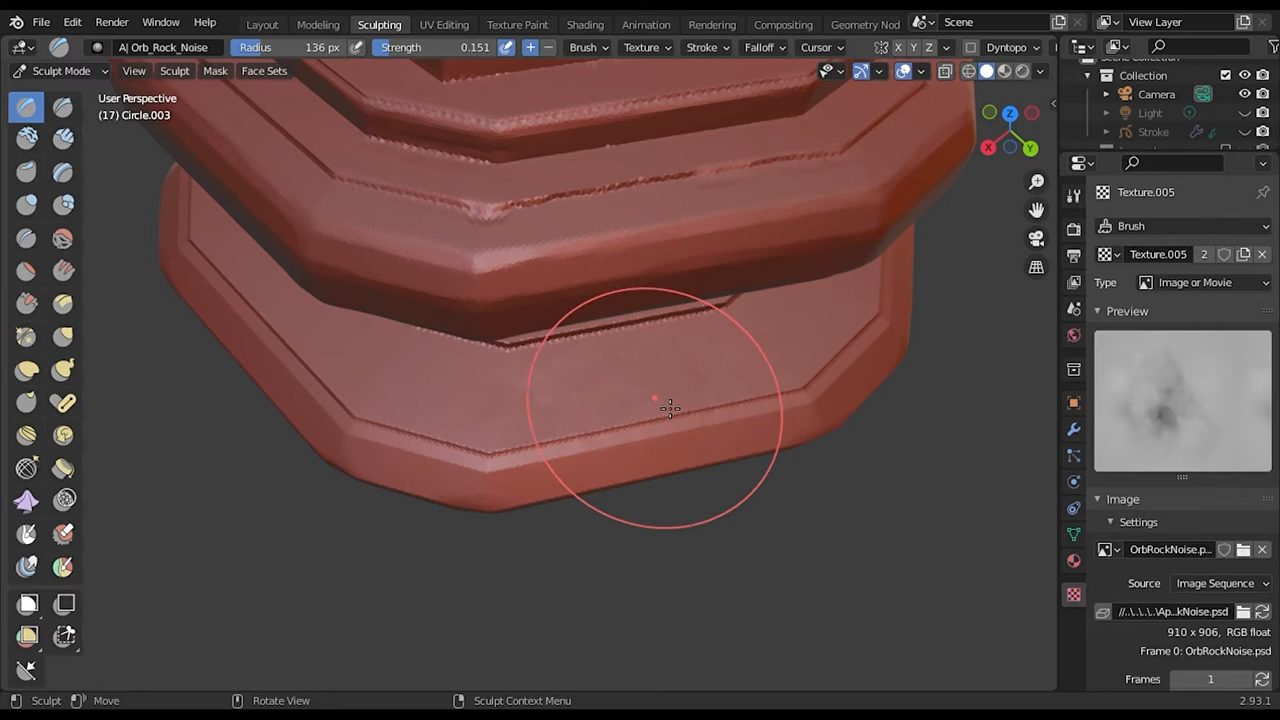 File Edit Render Window Help Layout Modeling Sculpting UV Editing Texture Paint Shading Animation Rendering Compositing Geometry Nod Scene View Layer
A| Orb_Rock_Noise Radius 136 px Strength 0.151 Brush Texture Stroke Falloff Cursor X Y Z Dyntopo
Sculpt Mode View Sculpt Mask Face Sets
User Perspective
(17) Circle.003
Z
X Y
Collection
Camera
Light
Stroke
Texture.005
Brush
Texture.005 2
Type Image or Movie
Preview
Image
Settings
OrbRockNoise.p...
Source Image Sequence
//..\..\..\..\Ap...kNoise.psd
910 x 906, RGB float
Frame 0: OrbRockNoise.psd
Frames 1
Sculpt Move Rotate View Sculpt Context Menu 2.93.1